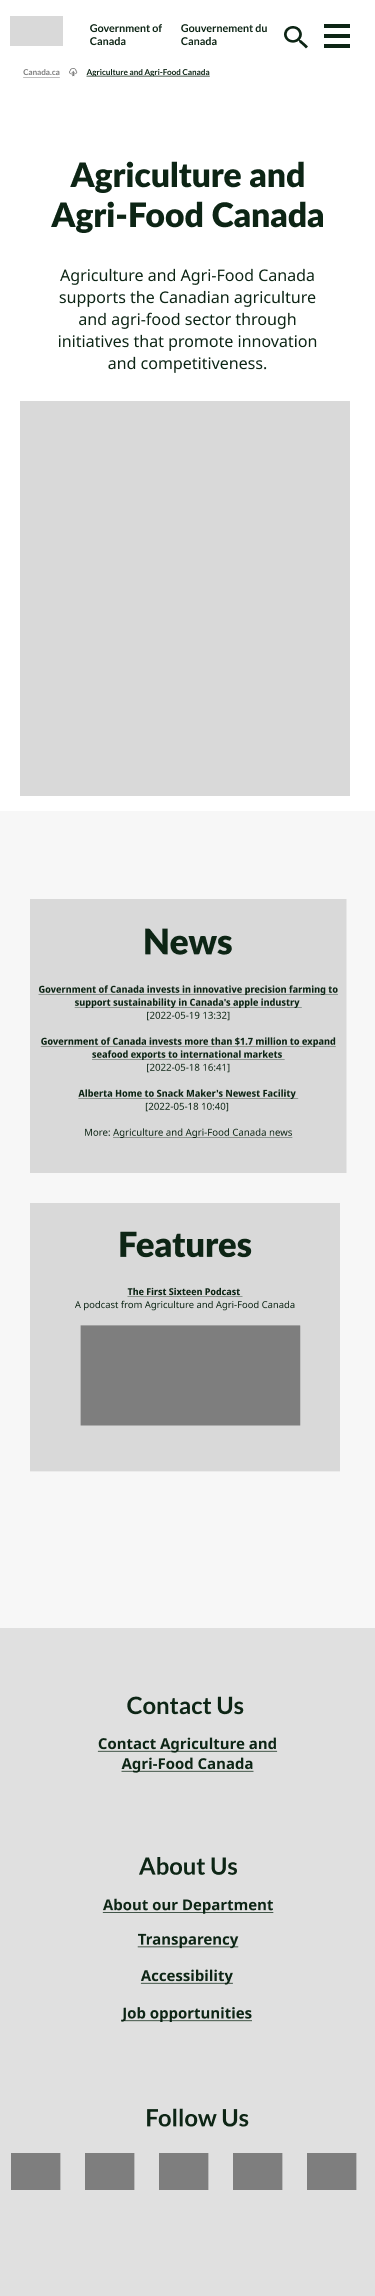 Government of
Canada
Gouvernement du
Canada
Canada.ca
Agriculture and Agri-Food Canada
Agriculture and
Agri-Food Canada
Agriculture and Agri-Food Canada
supports the Canadian agriculture
and agri-food sector through
initiatives that promote innovation
and competitiveness.
News
Government of Canada invests in innovative precision farming to
support sustainability in Canada's apple industry
[2022-05-19 13:32]
Government of Canada invests more than $1.7 million to expand
seafood exports to international markets
[2022-05-18 16:41]
Alberta Home to Snack Maker's Newest Facility
[2022-05-18 10:40]
More: Agriculture and Agri-Food Canada news
Features
The First Sixteen Podcast
A podcast from Agriculture and Agri-Food Canada
Contact Us
Contact Agriculture and
Agri-Food Canada
About Us
About our Department
Transparency
Accessibility
Job opportunities
Follow Us